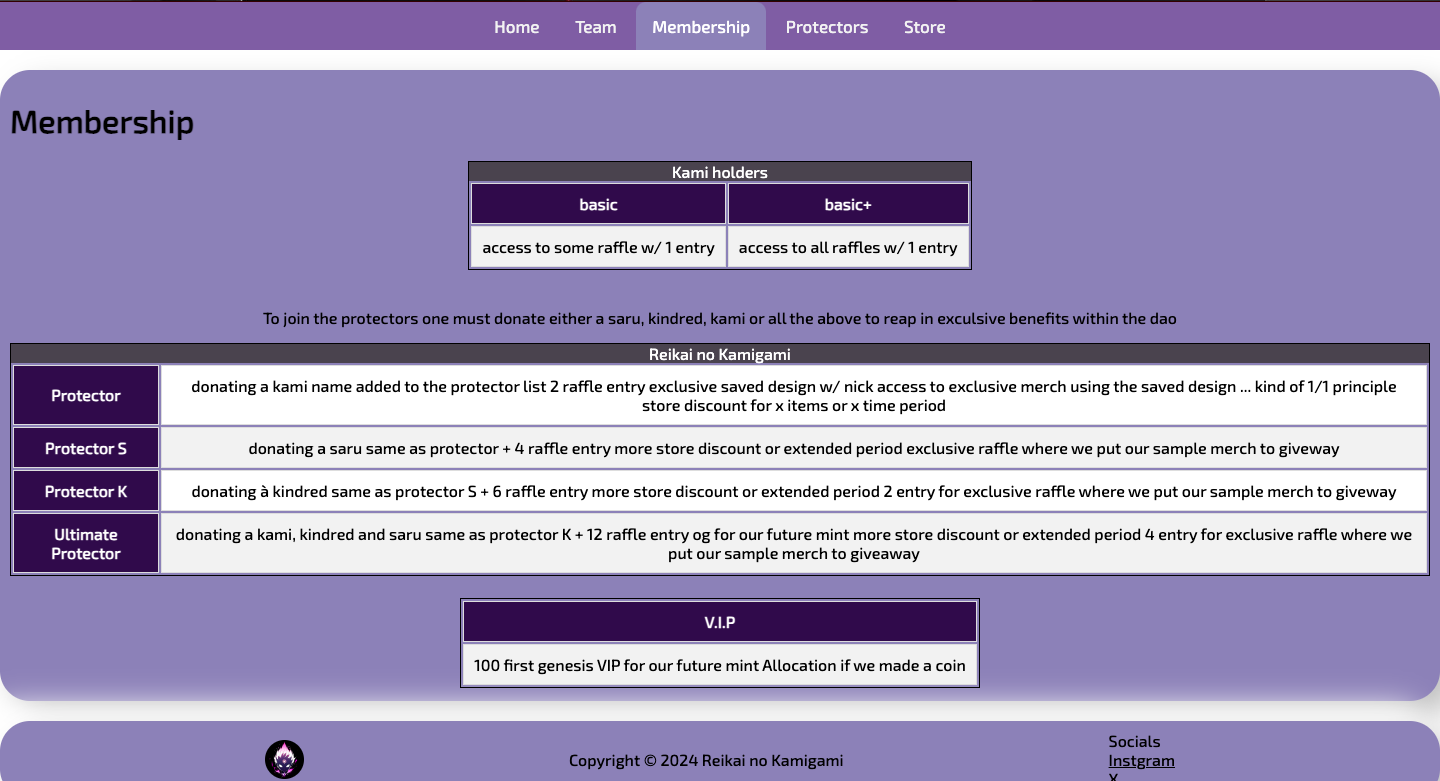 Home Team Membership Protectors Store
Membership
Kami holders
basic basic+
access to some raffle w/ 1 entry access to all raffles w/ 1 entry
To join the protectors one must donate either a saru, kindred, kami or all the above to reap in exculsive benefits within the dao
Reikai no Kamigami
Protector
donating a kami name added to the protector list 2 raffle entry exclusive saved design w/ nick access to exclusive merch using the saved design ... kind of 1/1 principle
store discount for x items or x time period
Protector S
donating a saru same as protector + 4 raffle entry more store discount or extended period exclusive raffle where we put our sample merch to giveway
Protector K
donating à kindred same as protector S + 6 raffle entry more store discount or extended period 2 entry for exclusive raffle where we put our sample merch to giveway
Ultimate
Protector
donating a kami, kindred and saru same as protector K + 12 raffle entry og for our future mint more store discount or extended period 4 entry for exclusive raffle where we
put our sample merch to giveaway
V.I.P
100 first genesis VIP for our future mint Allocation if we made a coin
Copyright © 2024 Reikai no Kamigami
Socials
Instgram
X